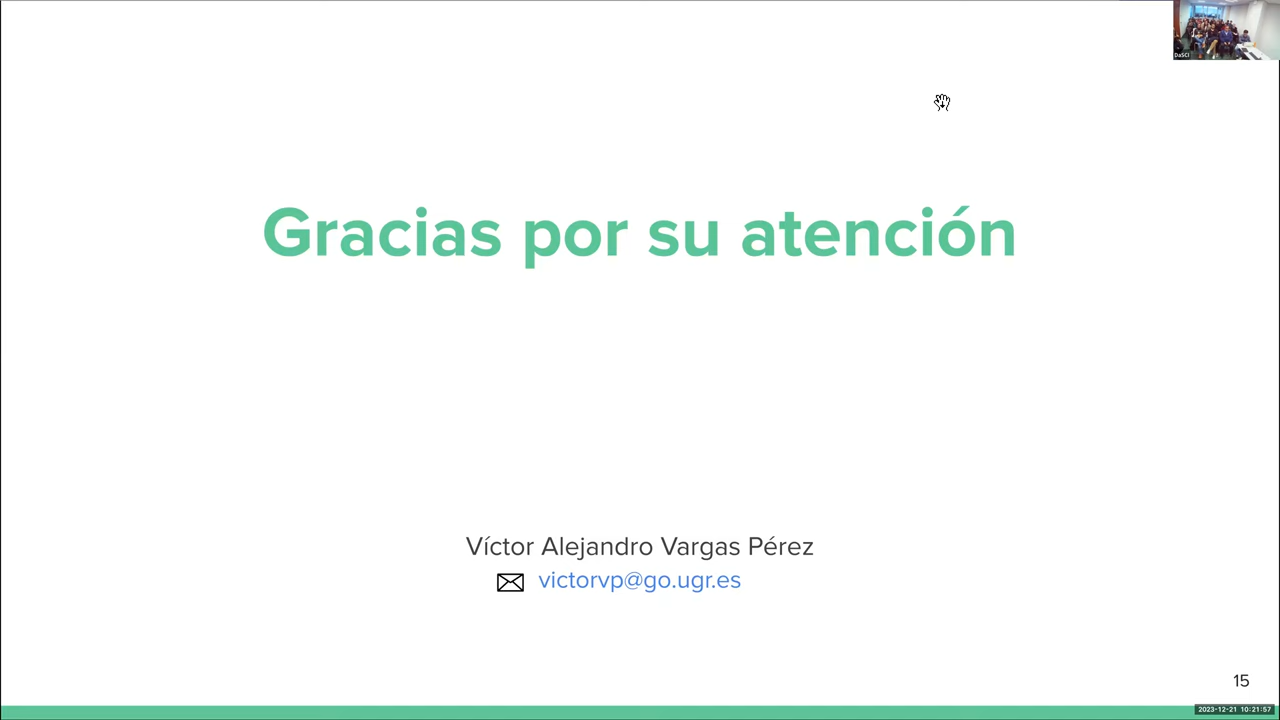 DaSCI
Gracias por su atención
Víctor Alejandro Vargas Pérez
victorvp@go.ugr.es
15
2023-12-21 10:21:57